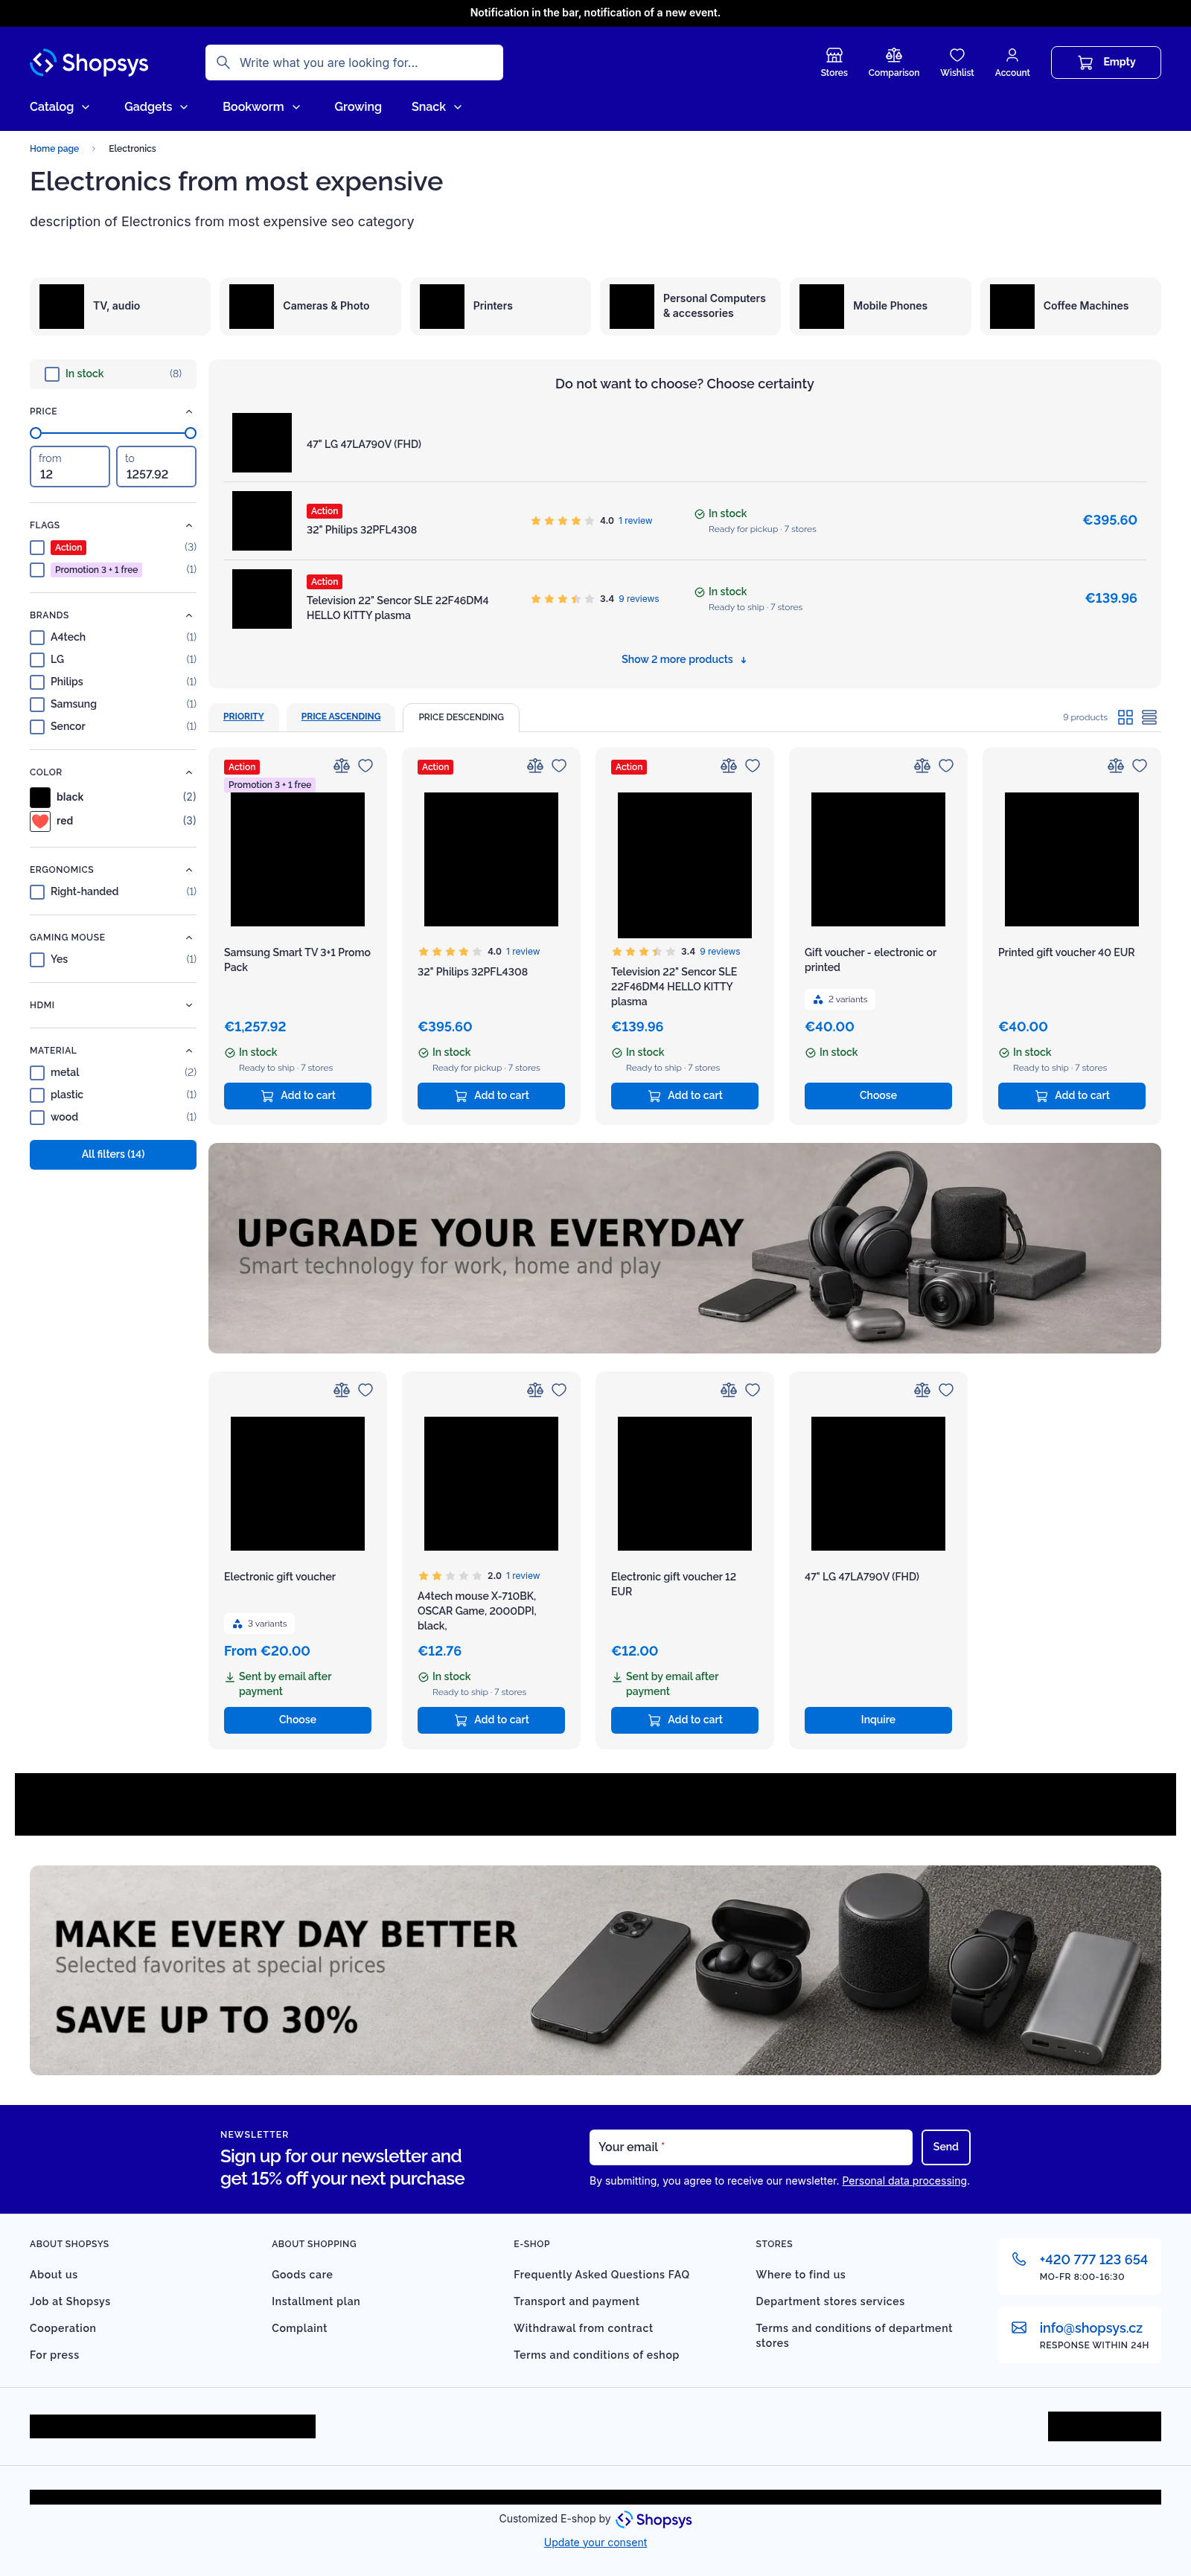 Notification in the bar, notification of a new event.
Shopsys
Write what you are looking for...
Stores
Comparison
Wishlist
Account
Empty
Catalog
Gadgets
Bookworm
Growing
Snack
Home page
Electronics
Electronics from most expensive
description of Electronics from most expensive seo category
TV, audio
Cameras & Photo
Printers
Personal Computers
& accessories
Mobile Phones
Coffee Machines
In stock
(8)
PRICE
from
12
to
1257.92
FLAGS
Action
(3)
Promotion 3 + 1 free
(1)
BRANDS
A4tech
(1)
LG
(1)
Philips
(1)
Samsung
(1)
Sencor
(1)
COLOR
black
(2)
red
(3)
ERGONOMICS
Right-handed
(1)
GAMING MOUSE
Yes
(1)
HDMI
MATERIAL
metal
(2)
plastic
(1)
wood
(1)
All filters (14)
Do not want to choose? Choose certainty
47" LG 47LA790V (FHD)
Action
32" Philips 32PFL4308
4.0 1 review
In stock
Ready for pickup · 7 stores
€395.60
Action
Television 22" Sencor SLE 22F46DM4
HELLO KITTY plasma
3.4 9 reviews
In stock
Ready to ship · 7 stores
€139.96
Show 2 more products
PRIORITY
PRICE ASCENDING
PRICE DESCENDING
9 products
Action
Promotion 3 + 1 free
Samsung Smart TV 3+1 Promo
Pack
€1,257.92
In stock
Ready to ship · 7 stores
Add to cart
Action
4.0 1 review
32" Philips 32PFL4308
€395.60
In stock
Ready for pickup · 7 stores
Add to cart
Action
3.4 9 reviews
Television 22" Sencor SLE
22F46DM4 HELLO KITTY
plasma
€139.96
In stock
Ready to ship · 7 stores
Add to cart
Gift voucher - electronic or
printed
2 variants
€40.00
In stock
Choose
Printed gift voucher 40 EUR
€40.00
In stock
Ready to ship · 7 stores
Add to cart
UPGRADE YOUR EVERYDAY
Smart technology for work, home and play
Electronic gift voucher
3 variants
From €20.00
Sent by email after
payment
Choose
2.0 1 review
A4tech mouse X-710BK,
OSCAR Game, 2000DPI,
black,
€12.76
In stock
Ready to ship · 7 stores
Add to cart
Electronic gift voucher 12
EUR
€12.00
Sent by email after
payment
Add to cart
47" LG 47LA790V (FHD)
Inquire
MAKE EVERY DAY BETTER
Selected favorites at special prices
SAVE UP TO 30%
NEWSLETTER
Sign up for our newsletter and
get 15% off your next purchase
Your email *
Send
By submitting, you agree to receive our newsletter. Personal data processing.
ABOUT SHOPSYS
About us
Job at Shopsys
Cooperation
For press
ABOUT SHOPPING
Goods care
Installment plan
Complaint
E-SHOP
Frequently Asked Questions FAQ
Transport and payment
Withdrawal from contract
Terms and conditions of eshop
STORES
Where to find us
Department stores services
Terms and conditions of department
stores
+420 777 123 654
MO-FR 8:00-16:30
info@shopsys.cz
RESPONSE WITHIN 24H
Customized E-shop by Shopsys
Update your consent